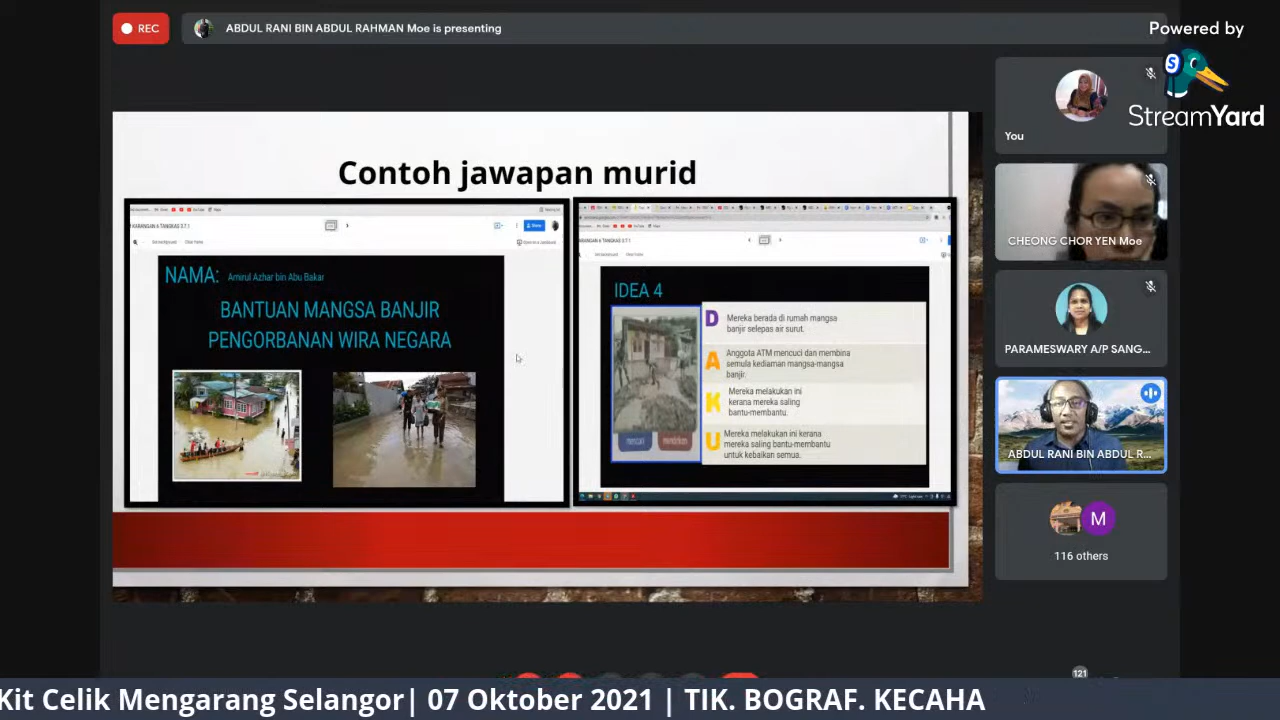 REC
ABDUL RANI BIN ABDUL RAHMAN Moe is presenting
Powered by
StreamYard
You
CHEONG CHOR YEN Moe
PARAMESWARY A/P SANG...
ABDUL RANI BIN ABDUL R...
M
116 others
Contoh jawapan murid
NAMA: Amirul Azhar bin Abu Bakar
BANTUAN MANGSA BANJIR
PENGORBANAN WIRA NEGARA
IDEA 4
D Mereka berada di rumah mangsa
banjir selepas air surut.
A Anggota ATM mencuci dan membina
semula kediaman mangsa-mangsa
banjir.
K Mereka melakukan ini
kerana mereka saling
bantu-membantu.
U Mereka melakukan ini kerana
mereka saling bantu-membantu
untuk kebaikan semua.
mencuci
mendirikan
121
Kit Celik Mengarang Selangor| 07 Oktober 2021 | TIK. BOGRAF. KECAHA